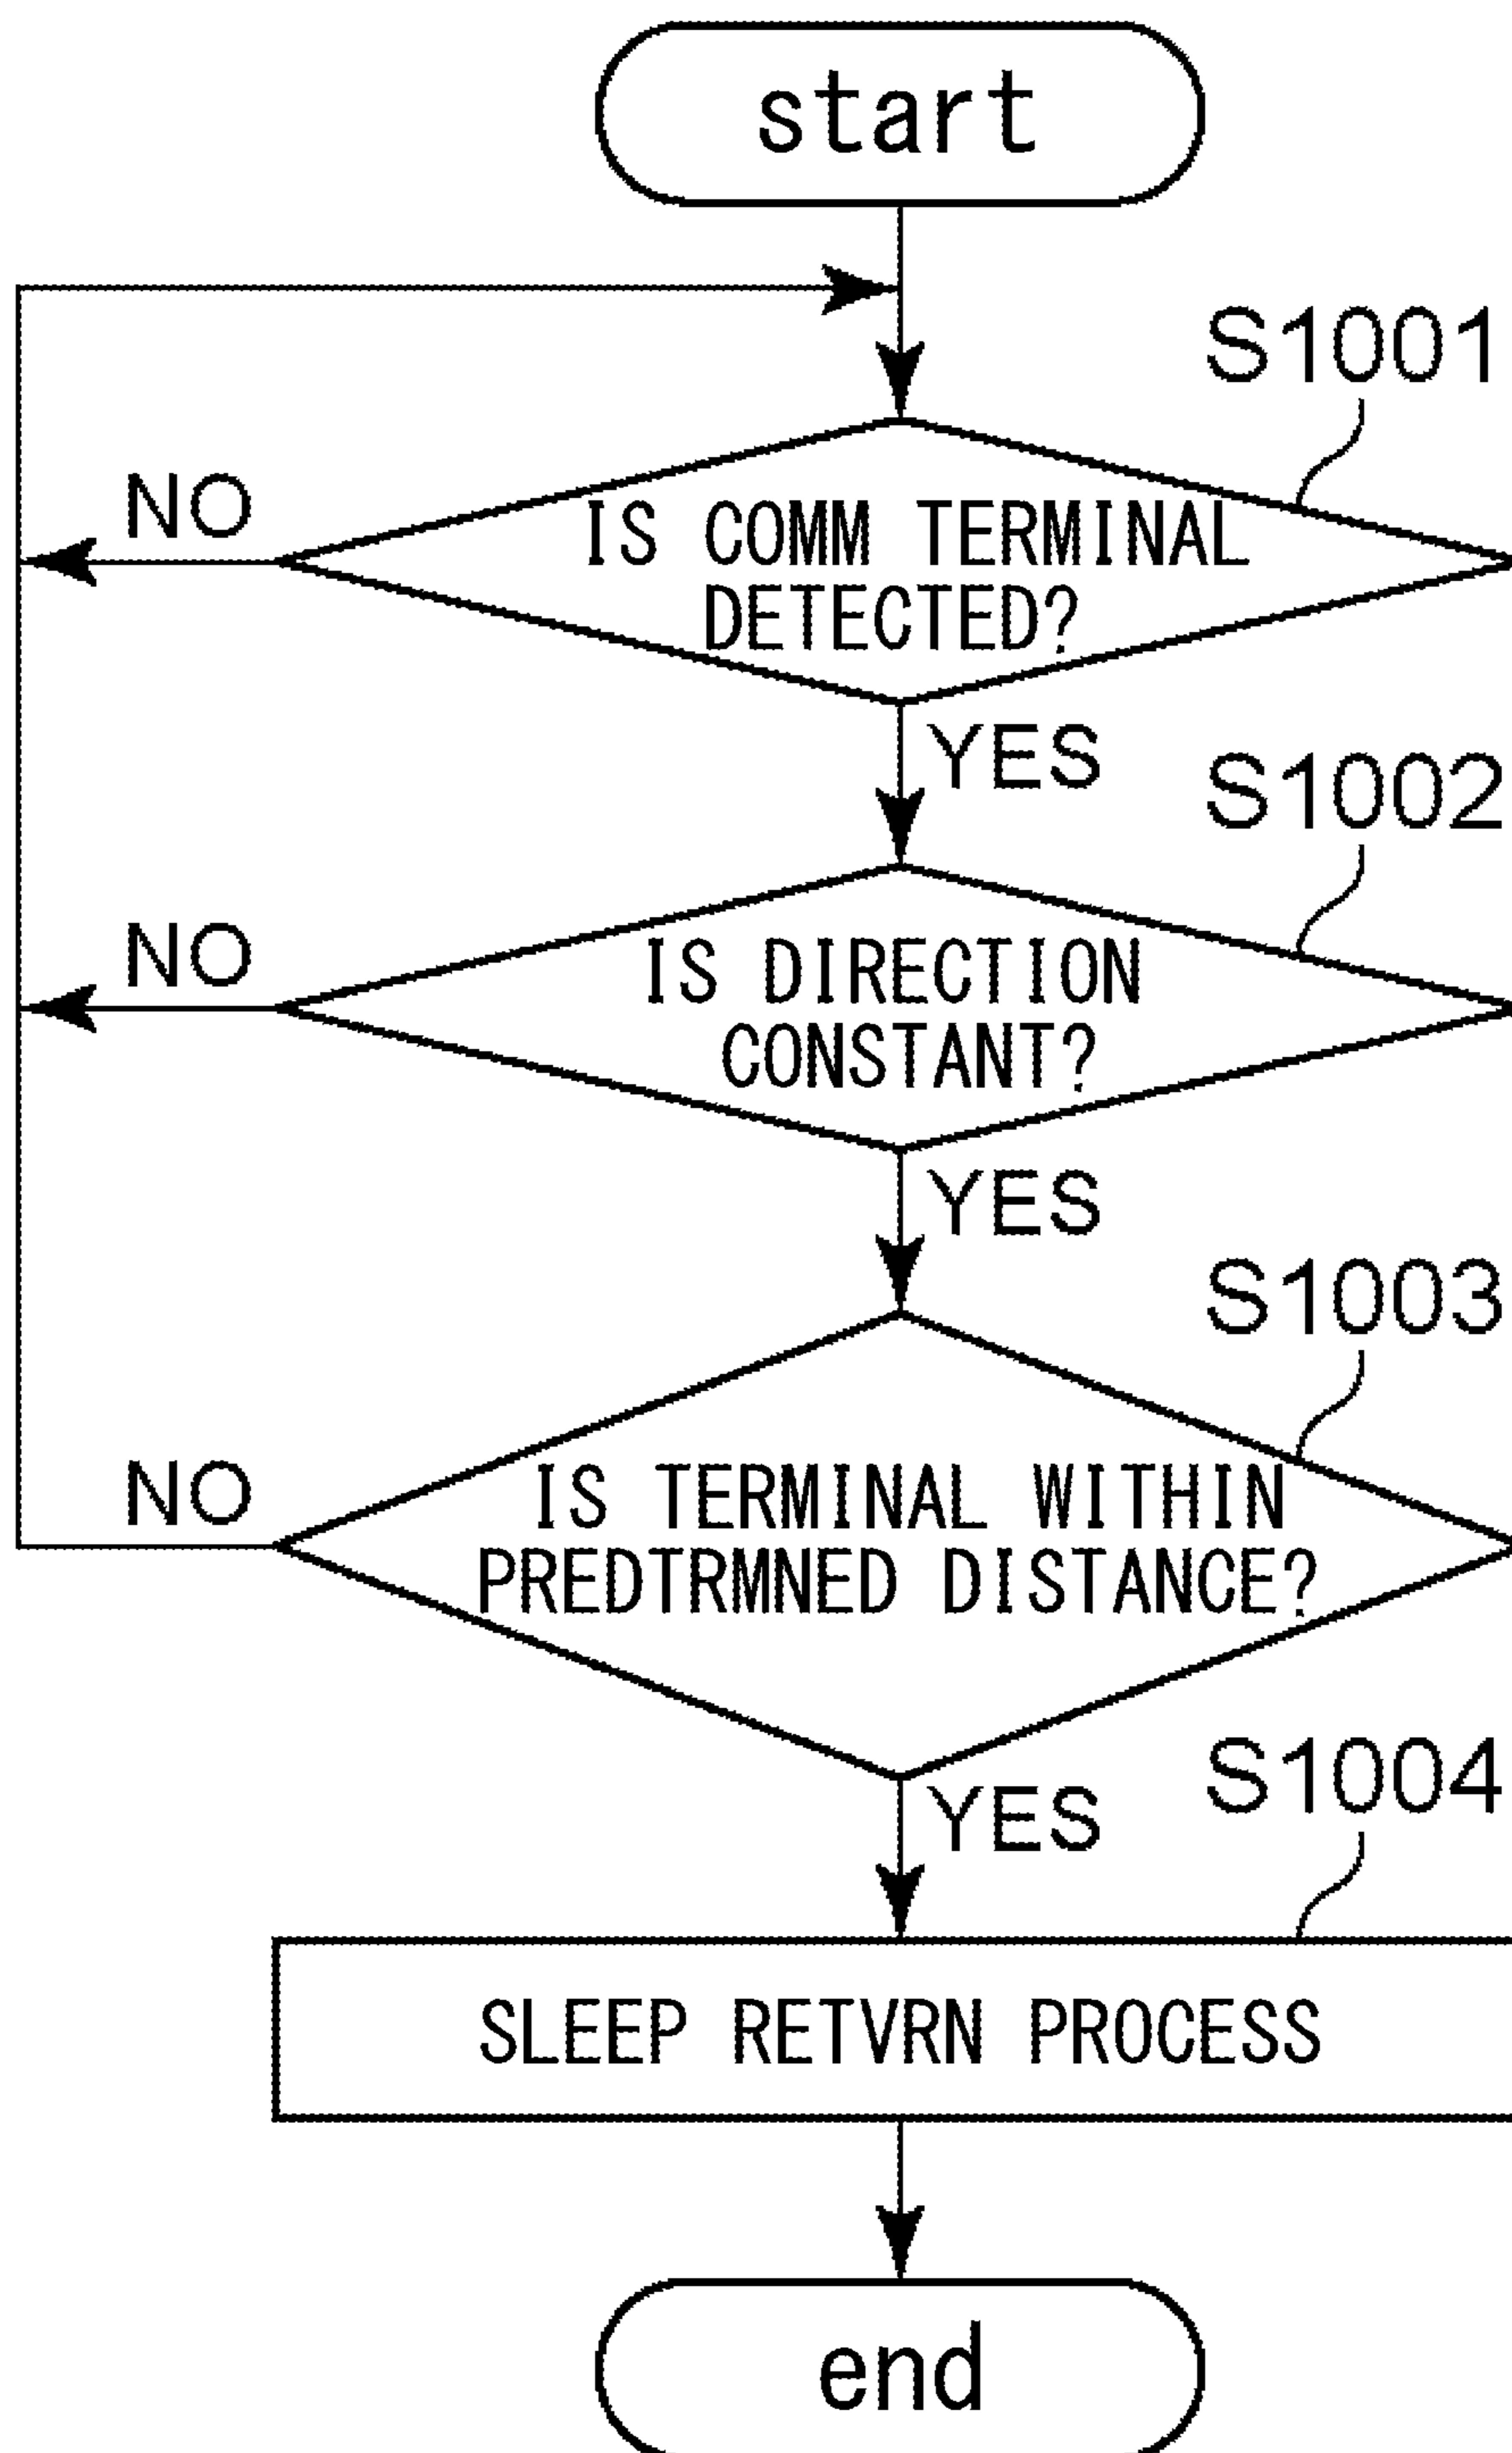 start
S1001
NO
IS COMM TERMINAL
DETECTED?
YES
S1002
NO
IS DIRECTION
CONSTANT?
YES
S1003
NO
IS TERMINAL WITHIN
PREDTRMNED DISTANCE?
YES
S1004
SLEEP RETVRN PROCESS
end